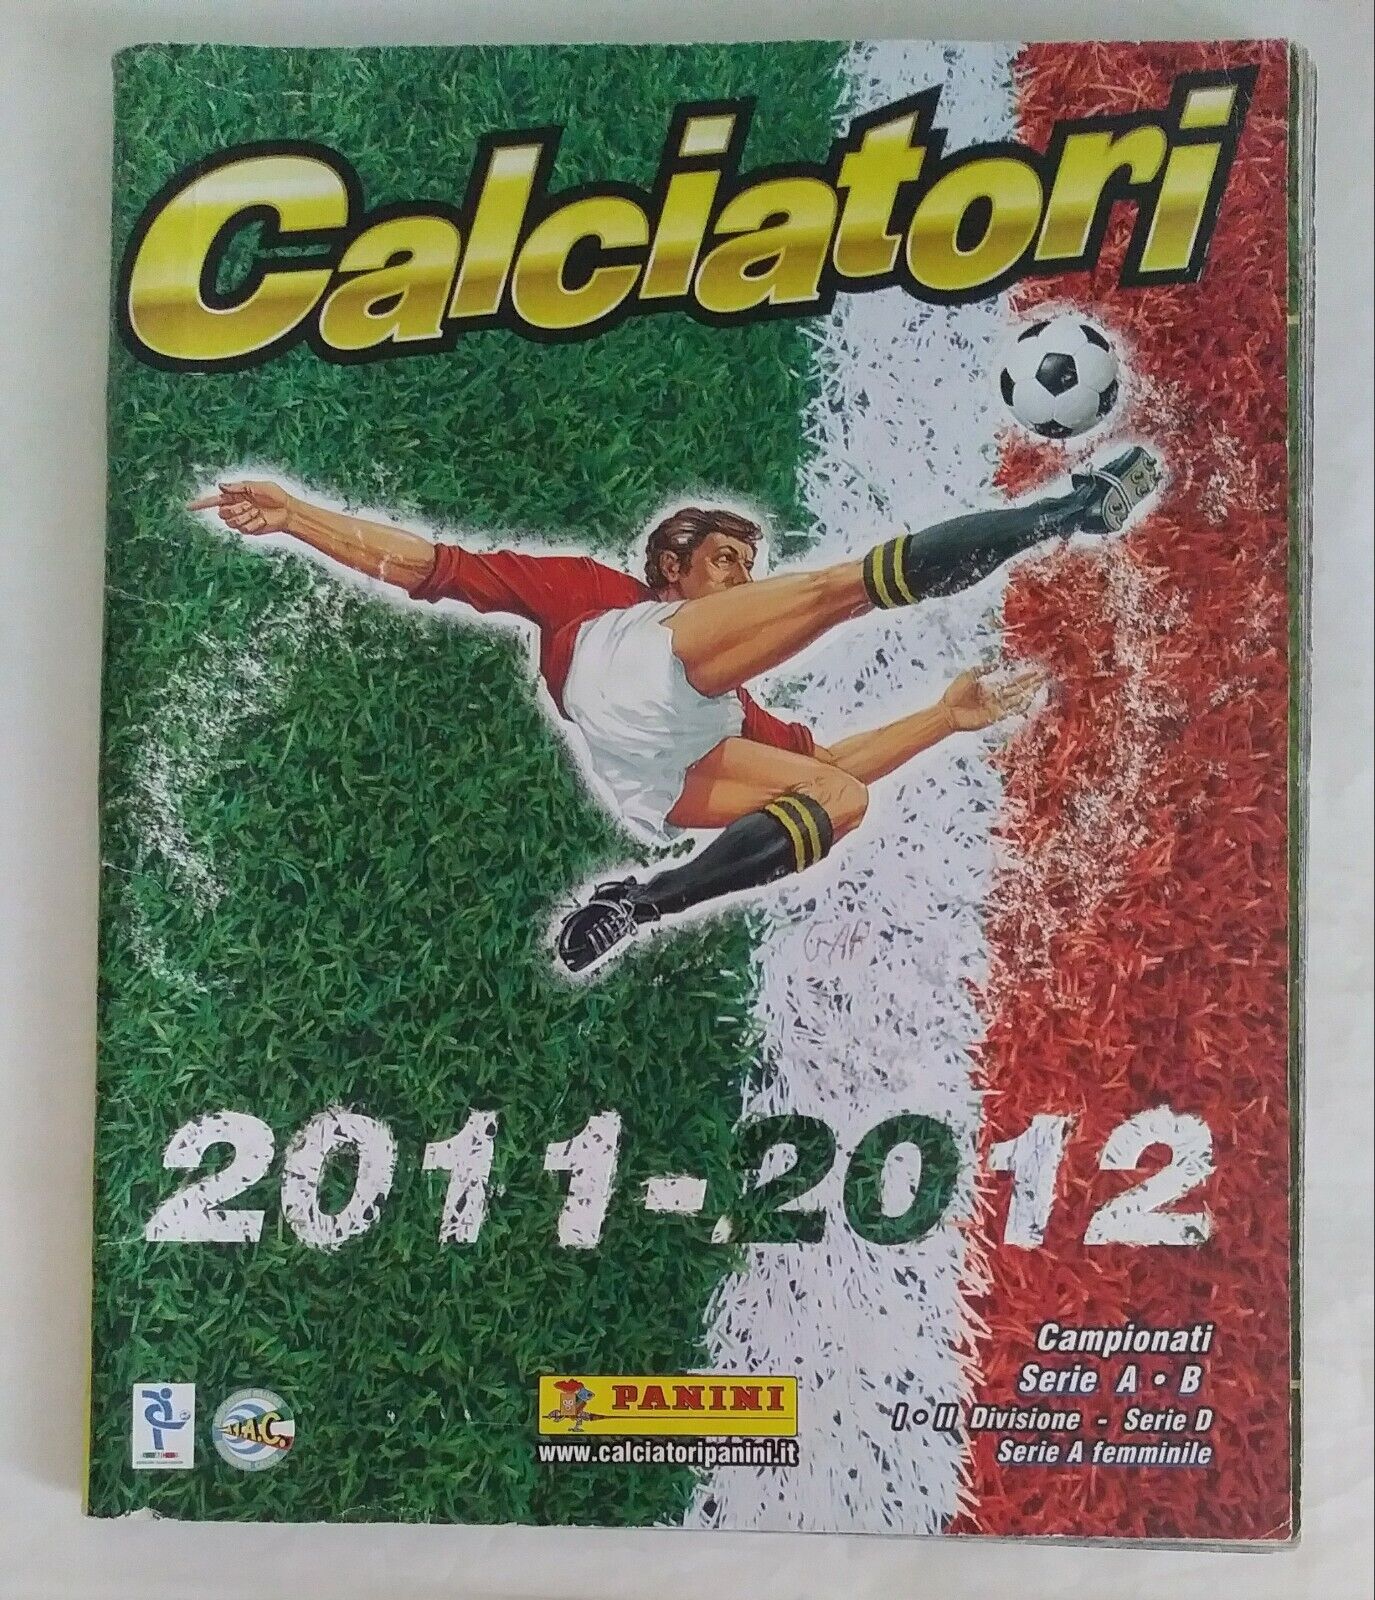 Calciatori
2011-2012
Campionati
Serie A • B
I • II Divisione - Serie D
Serie A femminile
PANINI
www.calciatoripanini.it
A.C.